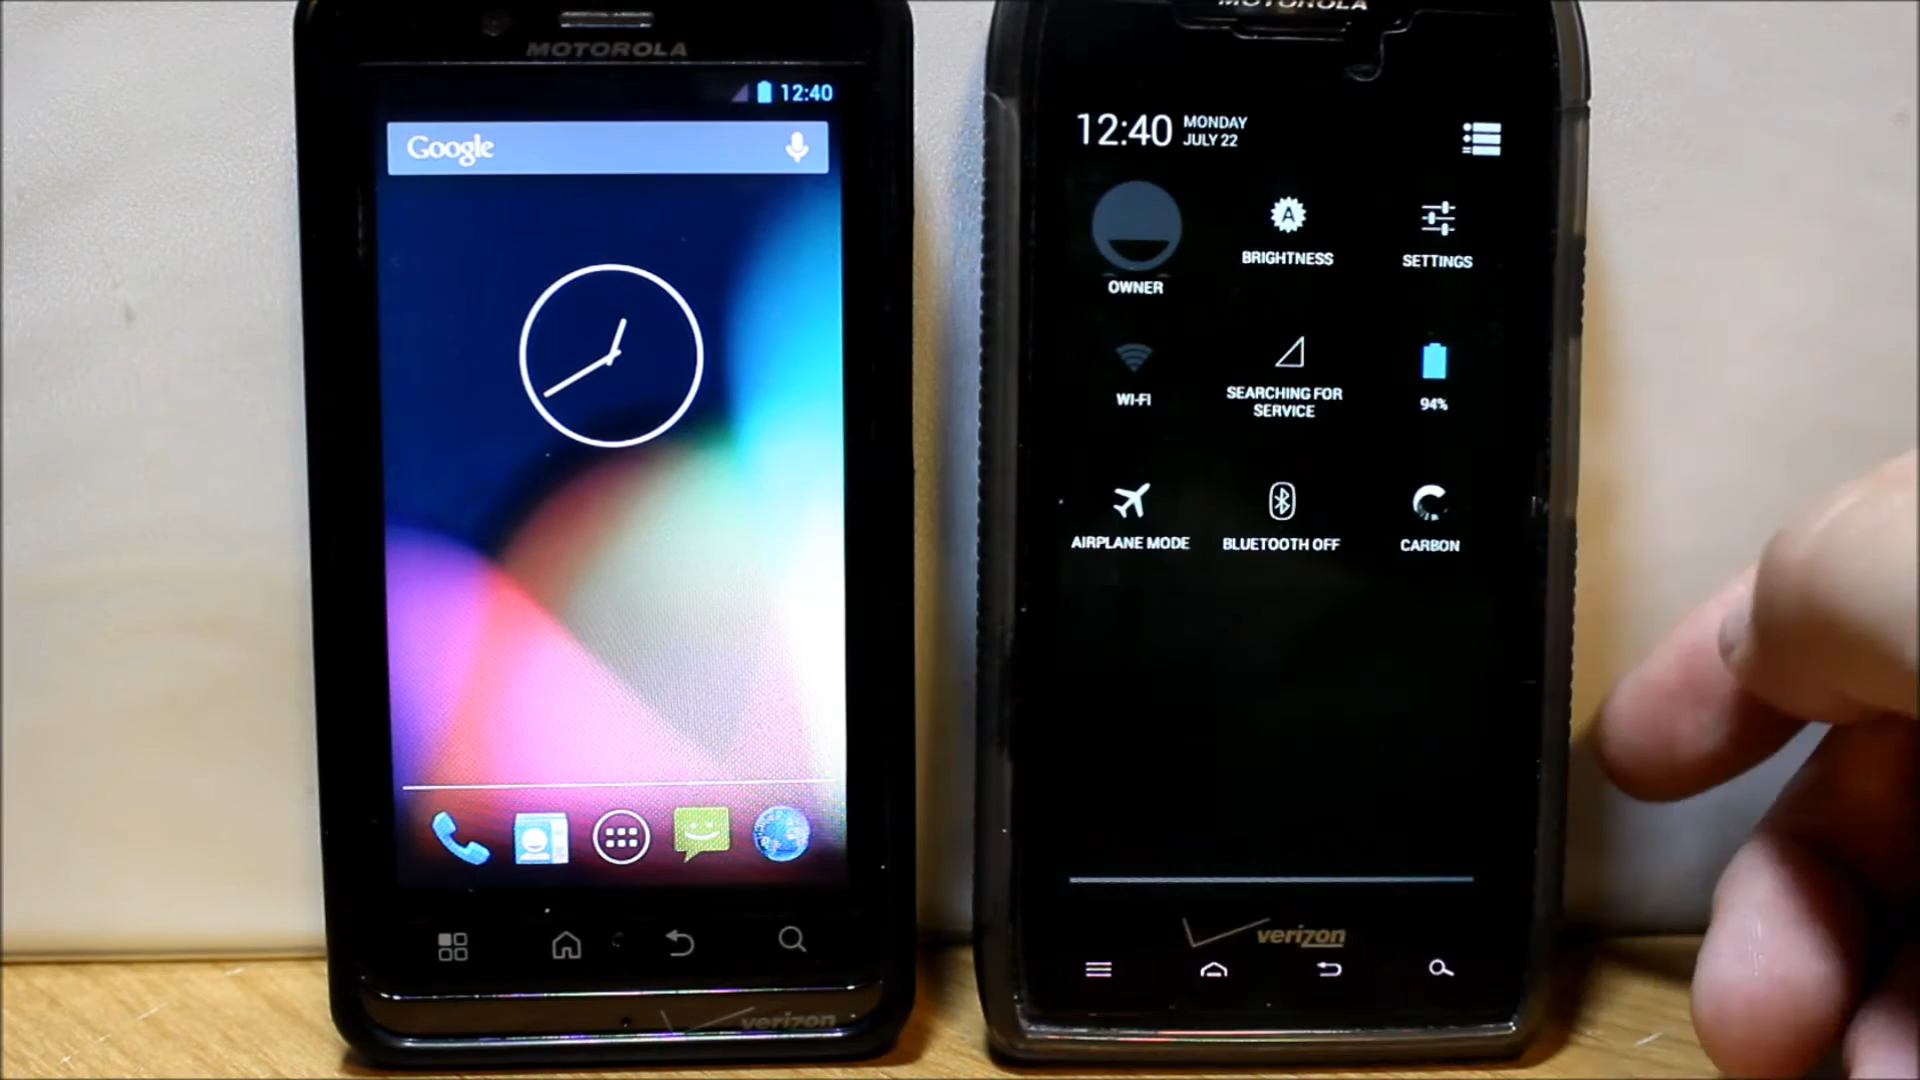 MOTOROLA
12:40
Google
verizon
MOTOROLA
12:40
MONDAY
JULY 22
OWNER
BRIGHTNESS
SETTINGS
WI-FI
SEARCHING FOR
SERVICE
94%
AIRPLANE MODE
BLUETOOTH OFF
CARBON
verizon